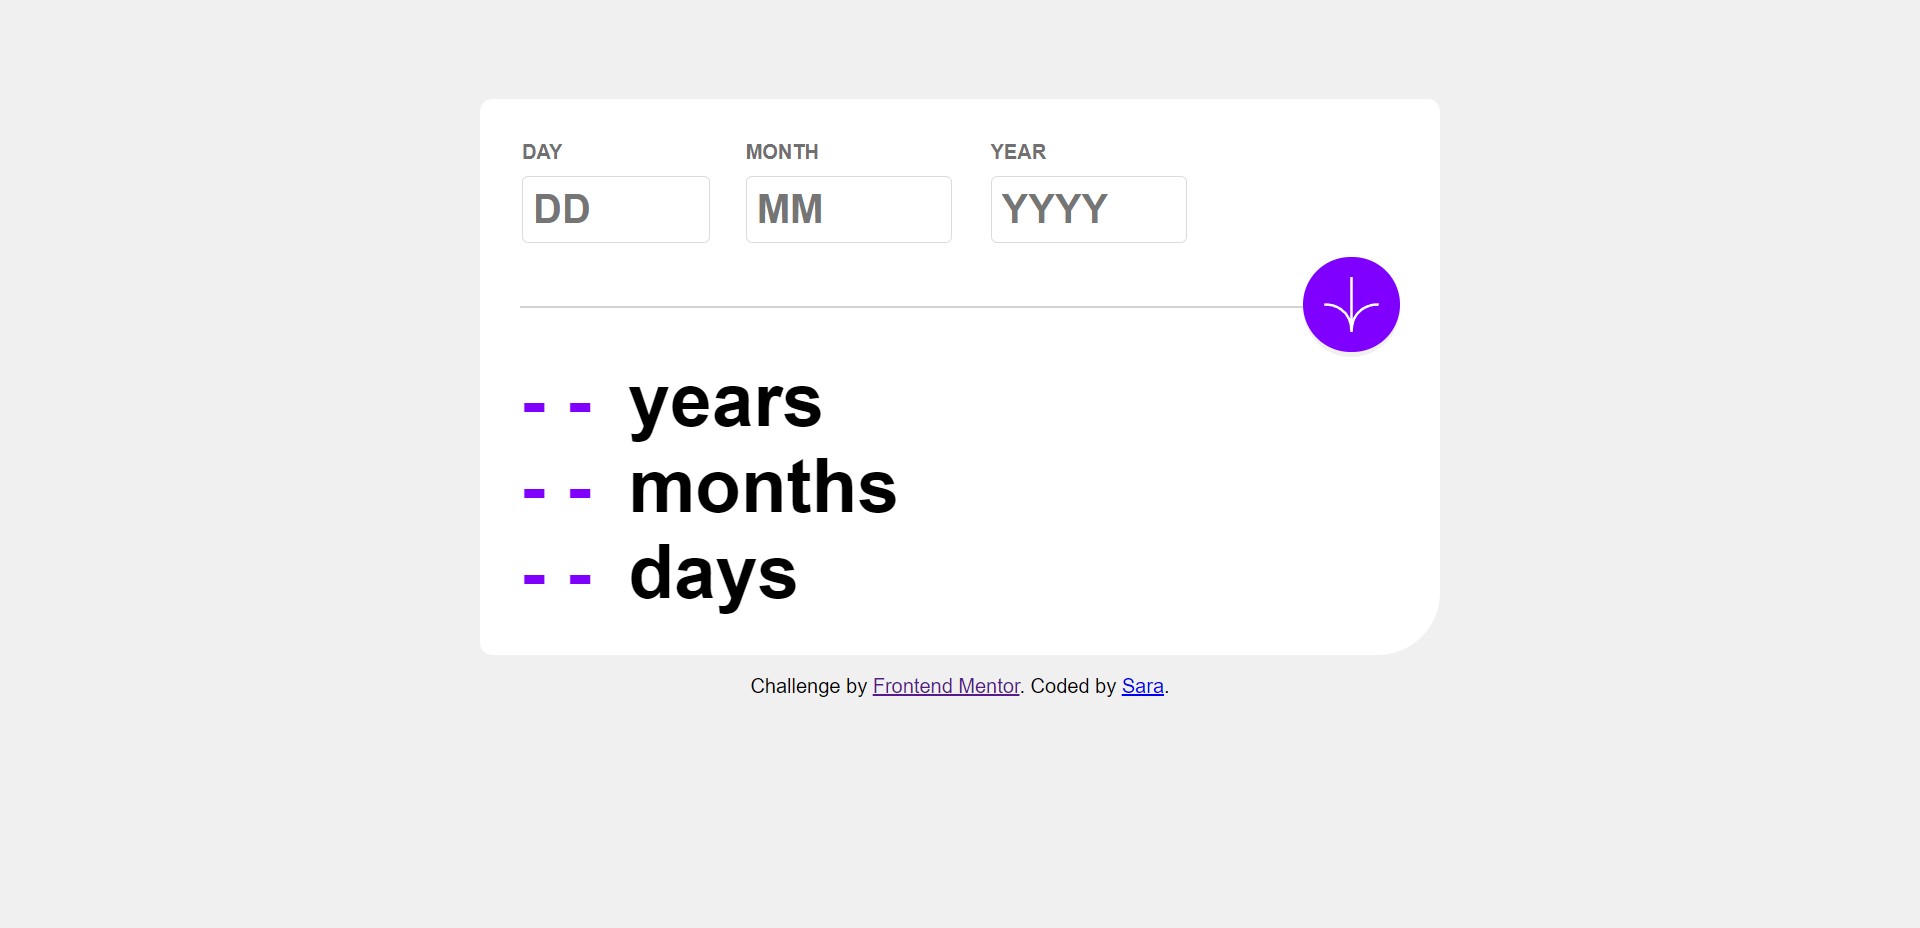 DAY MONTH YEAR
DD MM YYYY
- - years
- - months
- - days
Challenge by Frontend Mentor. Coded by Sara.